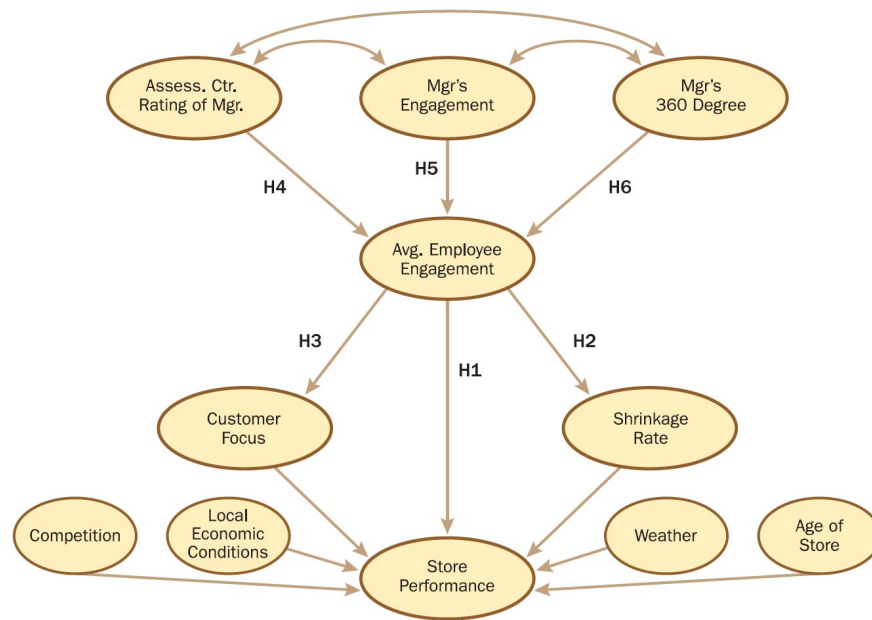 Assess. Ctr.
Rating of Mgr.
Mgr's
Engagement
Mgr's
360 Degree
H4
H5
H6
Avg. Employee
Engagement
H3
H1
H2
Customer
Focus
Shrinkage
Rate
Competition
Local
Economic
Conditions
Weather
Age of
Store
Store
Performance